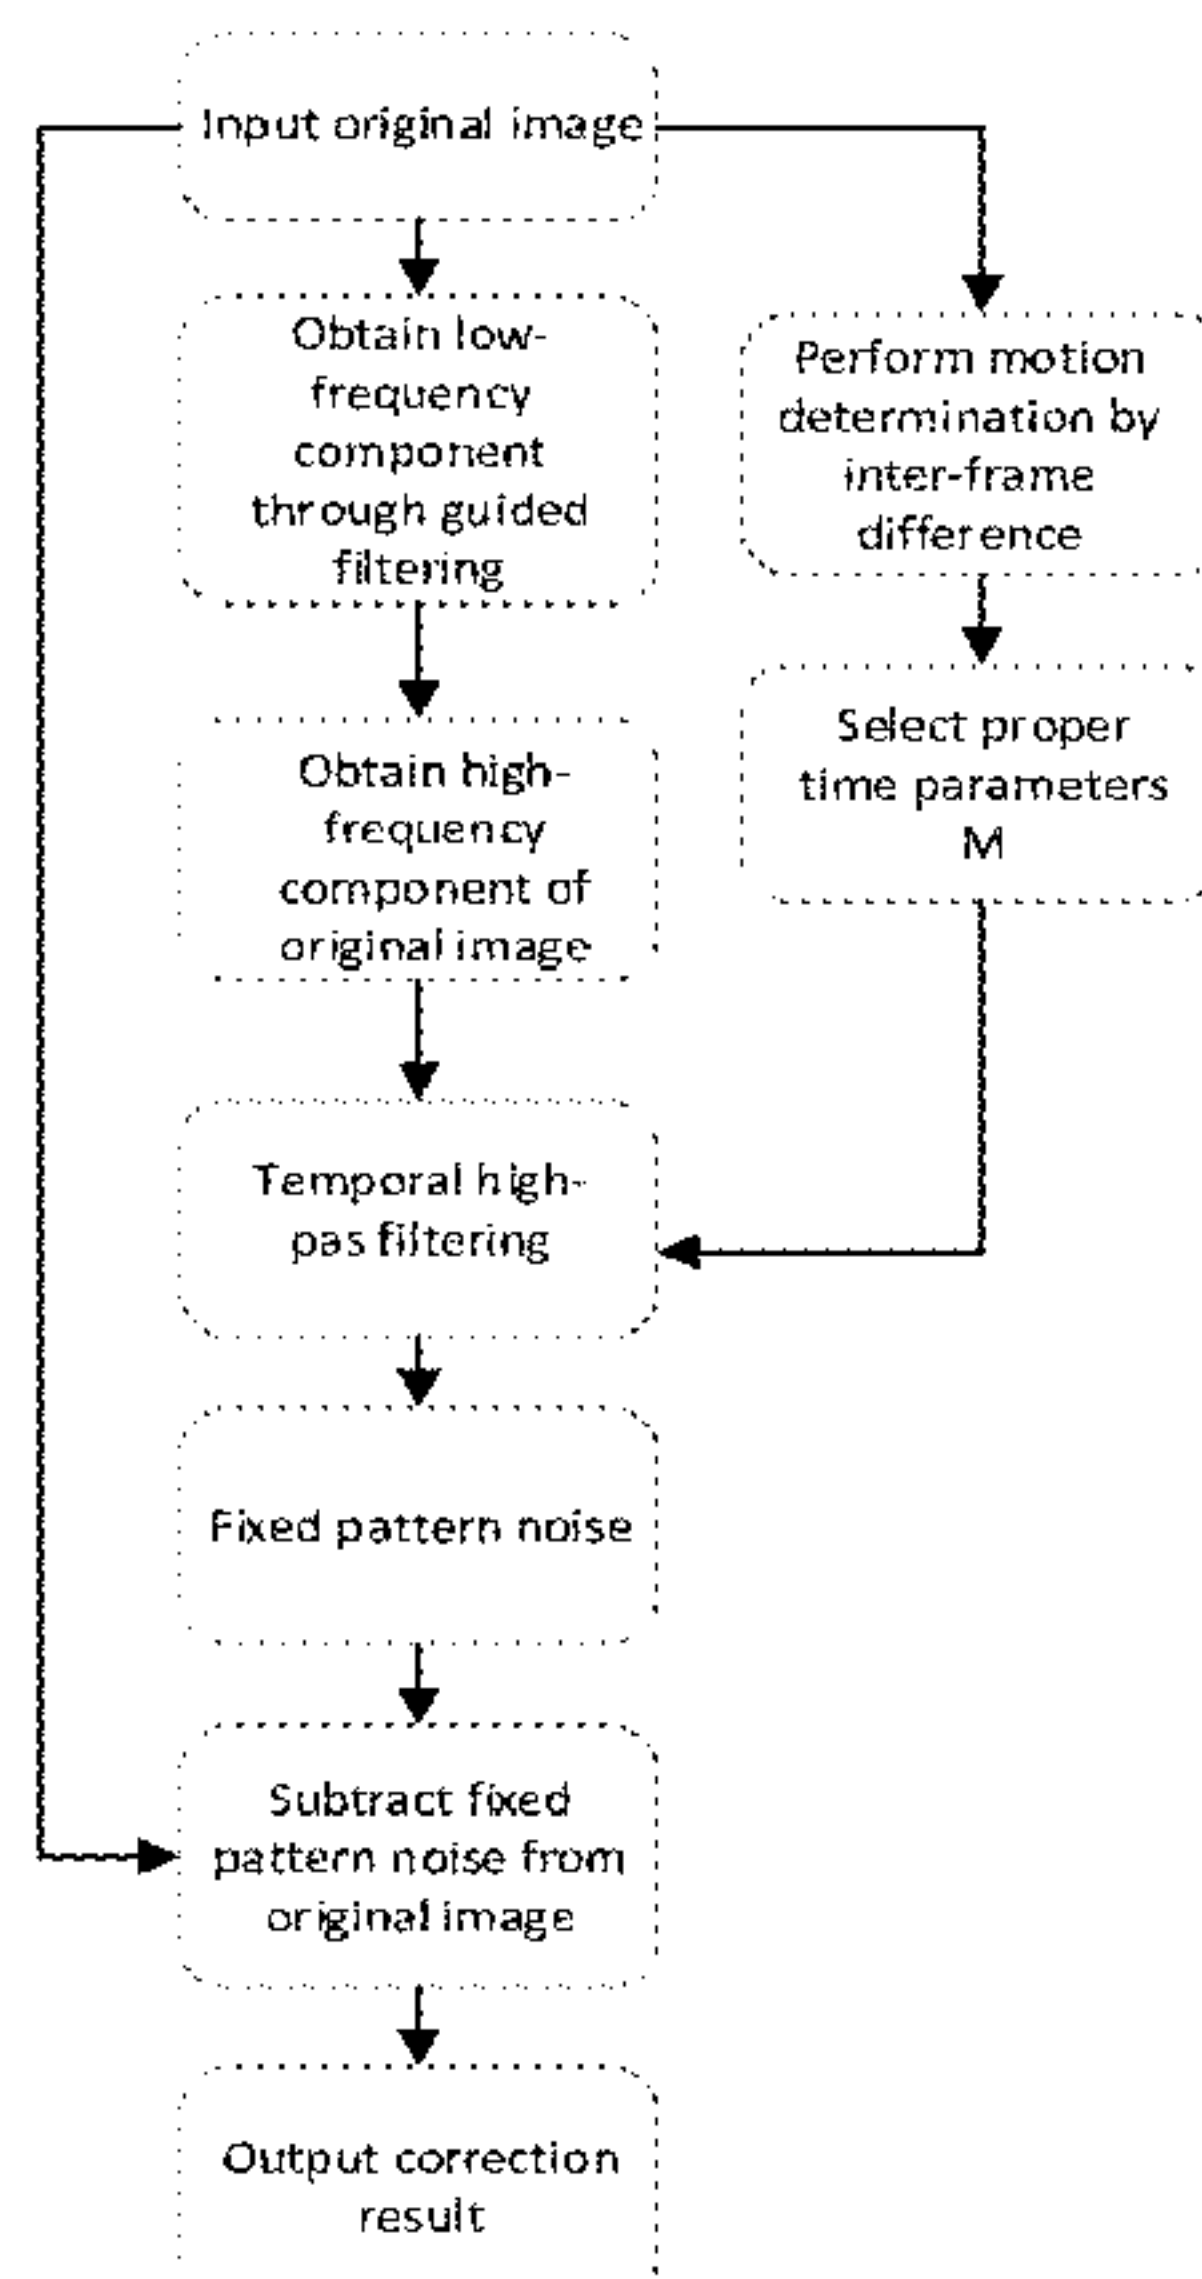 Input original image
Obtain low-
frequency
component
through guided
filtering
Perform motion
determination by
inter-frame
difference
Obtain high-
frequency
component of
original image
Select proper
time parameters
M
Temporal high-
pas filtering
Fixed pattern noise
Subtract fixed
pattern noise from
original image
Output correction
result